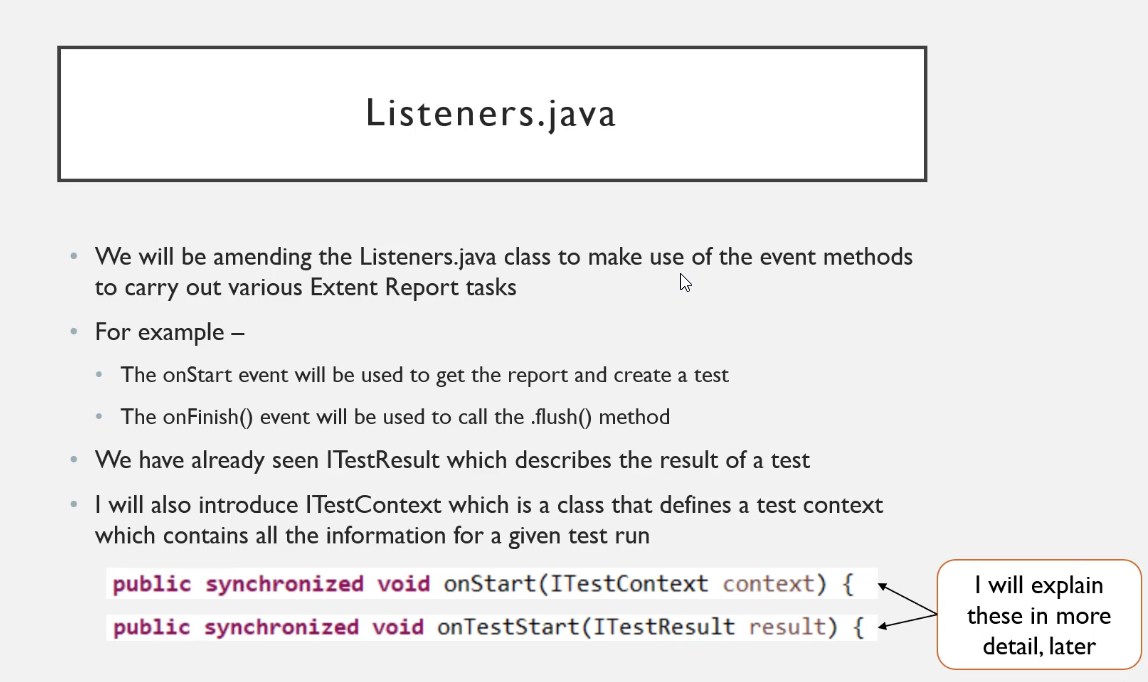 Listeners.java
• We will be amending the Listeners.java class to make use of the event methods
to carry out various Extent Report tasks
• For example –
• The onStart event will be used to get the report and create a test
• The onFinish() event will be used to call the .flush() method
• We have already seen ITestResult which describes the result of a test
• I will also introduce ITestContext which is a class that defines a test context
which contains all the information for a given test run
public synchronized void onStart(ITestContext context) {
public synchronized void onTestStart(ITestResult result) {
I will explain
these in more
detail, later